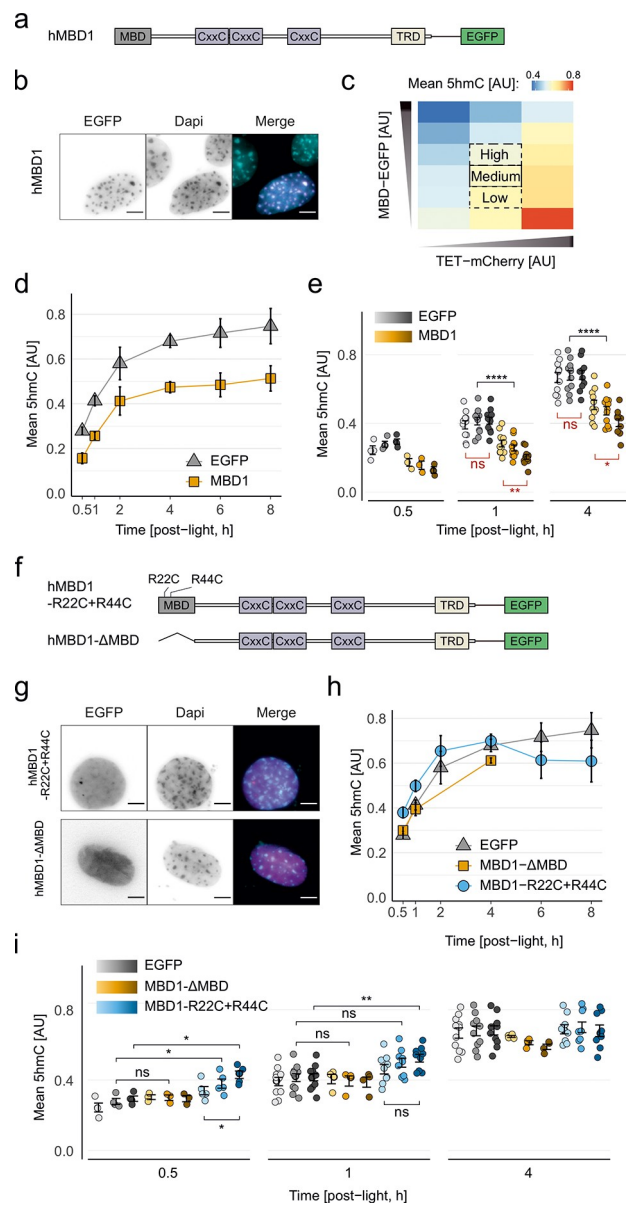 a
hMBD1
MBD
CxxC
CxxC
CxxC
TRD
EGFP
b
EGFP
Dapi
Merge
hMBD1
c
Mean 5hmC [AU]:
0.4
0.8
MBD−EGFP [AU]
High
Medium
Low
TET−mCherry [AU]
d
Mean 5hmC [AU]
0.8
0.6
0.4
0.2
0.0
EGFP
MBD1
0.5 1 2 4 6 8
Time [post−light, h]
e
EGFP
MBD1
Mean 5hmC [AU]
0.8
0.4
0.0
****
****
ns
**
ns
*
0.5 1 4
Time [post−light, h]
f
hMBD1
-R22C+R44C
R22C R44C
MBD
CxxC
CxxC
CxxC
TRD
EGFP
hMBD1-ΔMBD
CxxC
CxxC
CxxC
TRD
EGFP
g
EGFP
Dapi
Merge
hMBD1
-R22C+R44C
hMBD1-ΔMBD
h
Mean 5hmC [AU]
0.8
0.6
0.4
0.2
0.0
EGFP
MBD1−ΔMBD
MBD1−R22C+R44C
0.5 1 2 4 6 8
Time [post−light, h]
i
EGFP
MBD1-ΔMBD
MBD1-R22C+R44C
Mean 5hmC [AU]
0.8
0.4
0.0
*
*
ns
*
**
ns
ns
ns
0.5 1 4
Time [post−light, h]